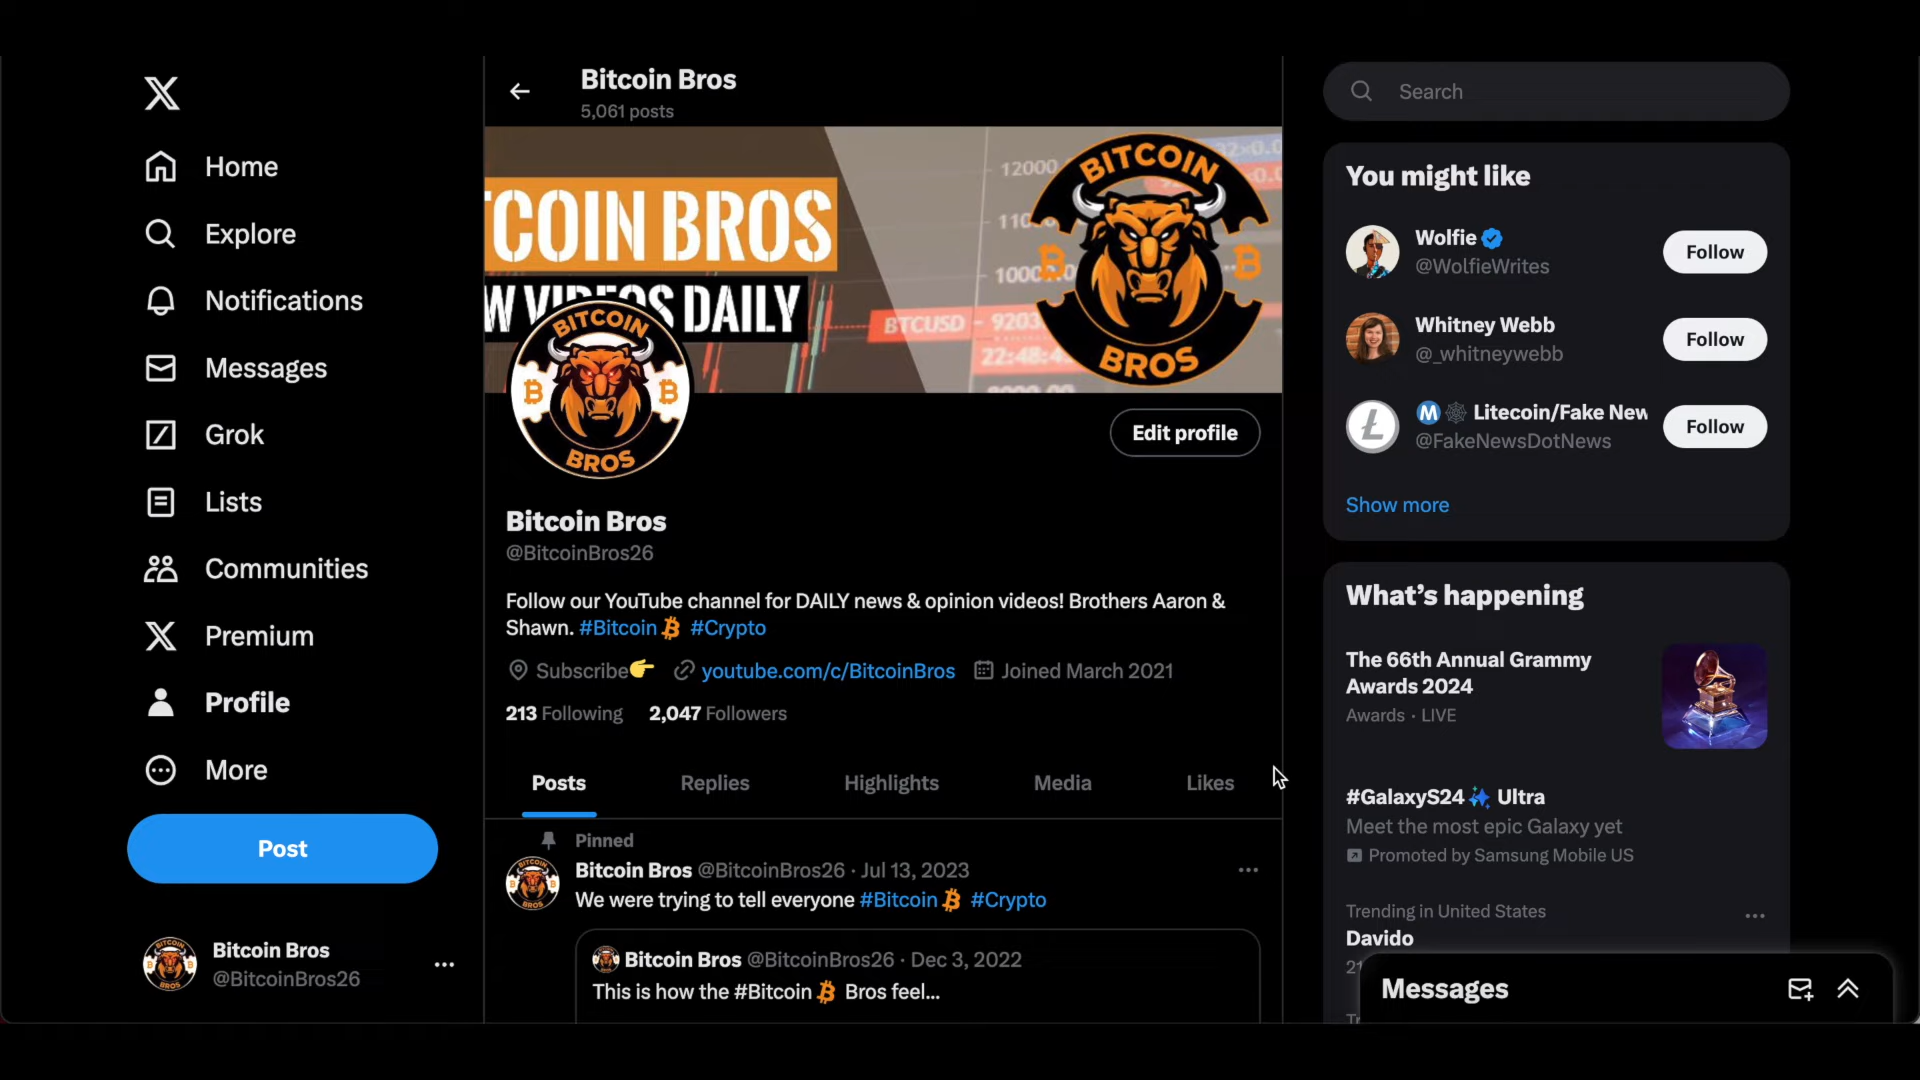 Home
Explore
Notifications
Messages
Grok
Lists
Communities
Premium
Profile
More
Post
Bitcoin Bros
@BitcoinBros26
Bitcoin Bros
5,061 posts
COIN BROS
DAILY
12000
BTCUSD
BITCOIN
BROS
BITCOIN
BROS
Edit profile
Bitcoin Bros
@BitcoinBros26
Follow our YouTube channel for DAILY news & opinion videos! Brothers Aaron &
Shawn. #Bitcoin #Crypto
Subscribe👉 youtube.com/c/BitcoinBros Joined March 2021
213 Following 2,047 Followers
Posts Replies Highlights Media Likes
Pinned
Bitcoin Bros @BitcoinBros26 · Jul 13, 2023
We were trying to tell everyone #Bitcoin #Crypto
Bitcoin Bros @BitcoinBros26 · Dec 3, 2022
This is how the #Bitcoin Bros feel...
Search
You might like
Wolfie
@WolfieWrites
Follow
Whitney Webb
@_whitneywebb
Follow
Litecoin/Fake New
@FakeNewsDotNews
Follow
Show more
What's happening
The 66th Annual Grammy
Awards 2024
Awards · LIVE
#GalaxyS24 Ultra
Meet the most epic Galaxy yet
Promoted by Samsung Mobile US
Trending in United States
Davido
Messages